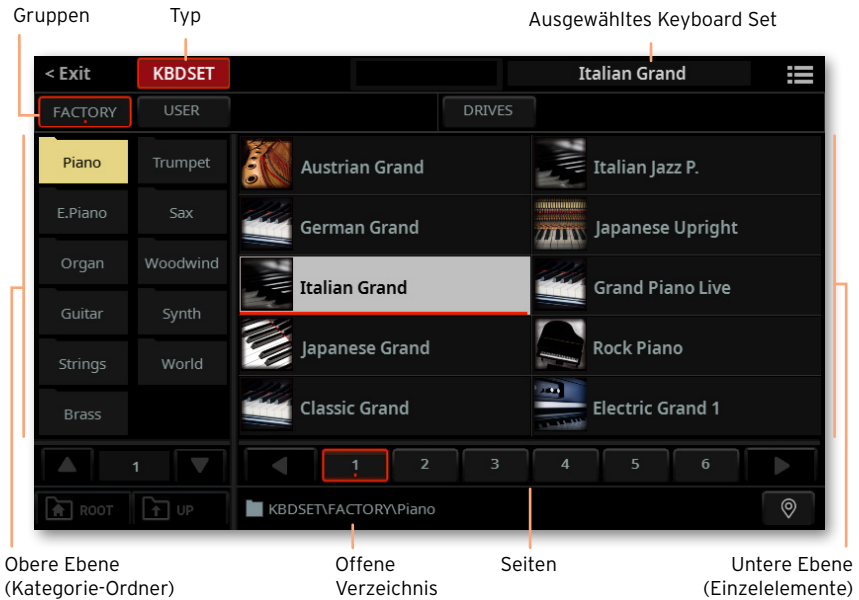 Gruppen Typ Ausgewähltes Keyboard Set
< Exit KBDSET Italian Grand
FACTORY USER DRIVES
Piano Trumpet Austrian Grand Italian Jazz P.
E.Piano Sax German Grand Japanese Upright
Organ Woodwind Italian Grand Grand Piano Live
Guitar Synth Japanese Grand Rock Piano
Strings World Classic Grand Electric Grand 1
Brass
1 1 2 3 4 5 6
ROOT UP KBDSET\FACTORY\Piano
Obere Ebene Offene Seiten Untere Ebene
(Kategorie-Ordner) Verzeichnis (Einzelelemente)